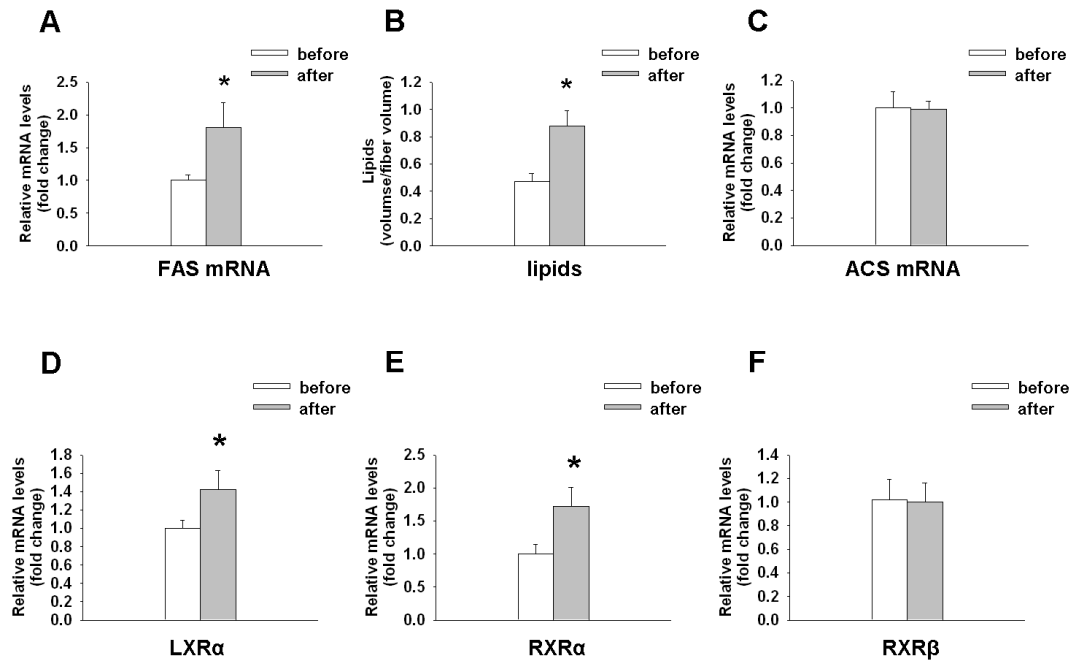 A
before
after
*
2.5
2.0
1.5
1.0
0.5
0.0
Relative mRNA levels
(fold change)
FAS mRNA
B
before
after
*
1.2
1.0
0.8
0.6
0.4
0.2
0.0
Lipids
(volumse/fiber volume)
lipids
C
before
after
1.2
1.0
0.8
0.6
0.4
0.2
0.0
Relative mRNA levels
(fold change)
ACS mRNA
D
before
after
*
1.8
1.6
1.4
1.2
1.0
0.8
0.6
0.4
0.2
0.0
Relative mRNA levels
(fold change)
LXRα
E
before
after
*
2.5
2.0
1.5
1.0
0.5
0.0
Relative mRNA levels
(fold change)
RXRα
F
before
after
1.4
1.2
1.0
0.8
0.6
0.4
0.2
0.0
Relative mRNA levels
(fold change)
RXRβ